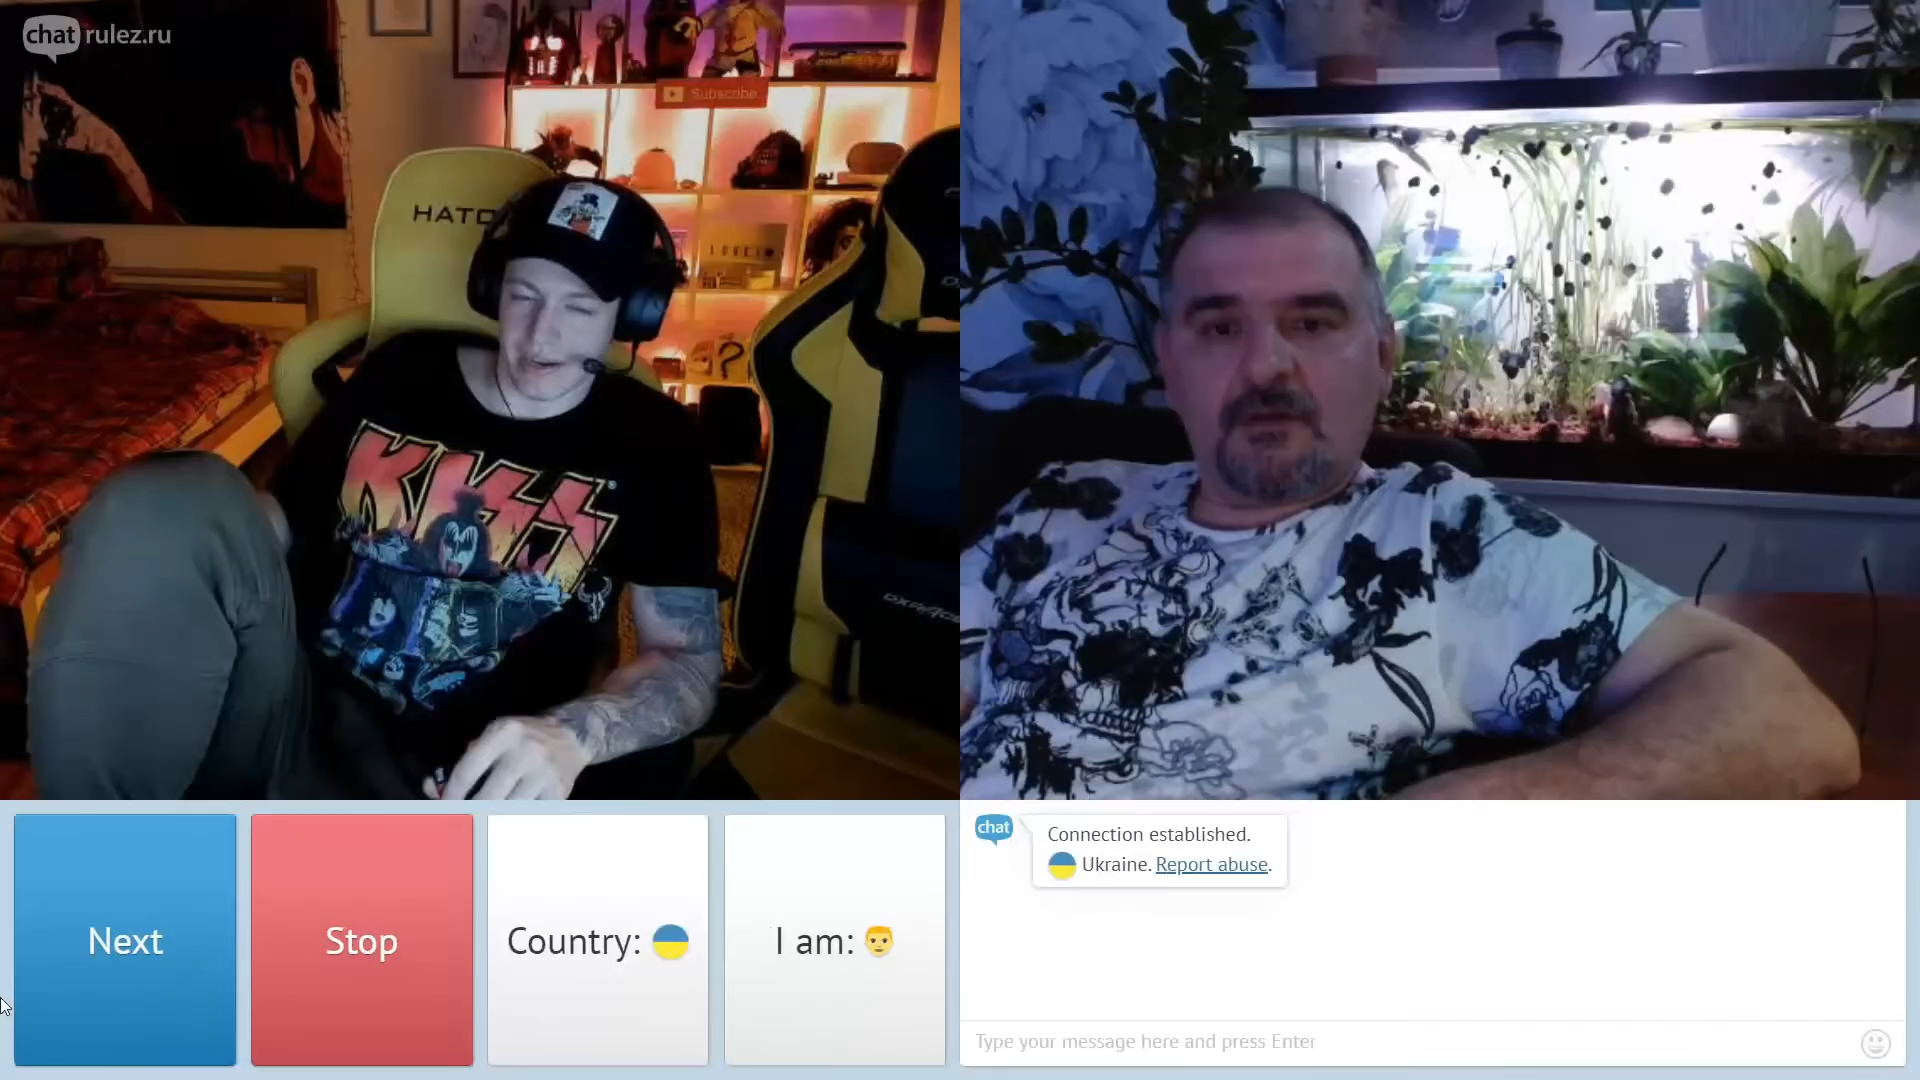 chat rulez.ru
Subscribe
HATO
KISS
chat
Connection established.
Ukraine. Report abuse.
Next
Stop
Country:
I am:
Type your message here and press Enter